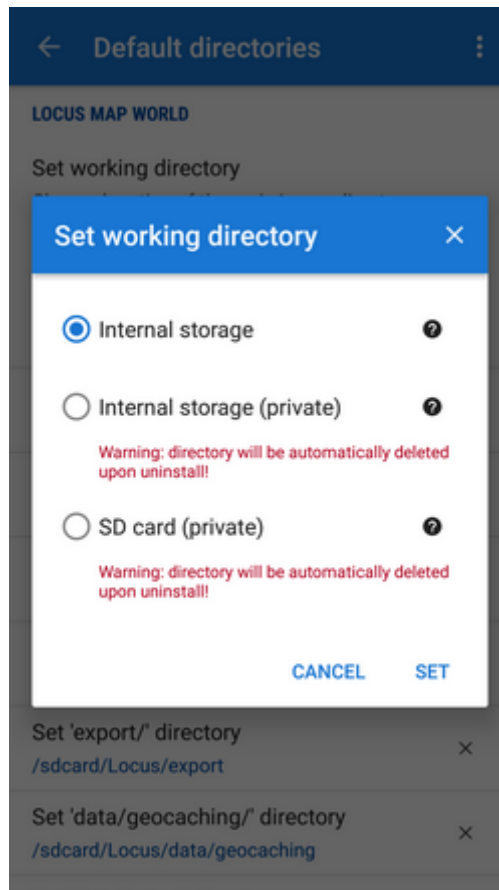 Default directories
LOCUS MAP WORLD
Set working directory
Set working directory
Internal storage
Internal storage (private)
Warning: directory will be automatically deleted
upon uninstall!
SD card (private)
Warning: directory will be automatically deleted
upon uninstall!
CANCEL SET
Set 'export/' directory
/sdcard/Locus/export
Set 'data/geocaching/' directory
/sdcard/Locus/data/geocaching